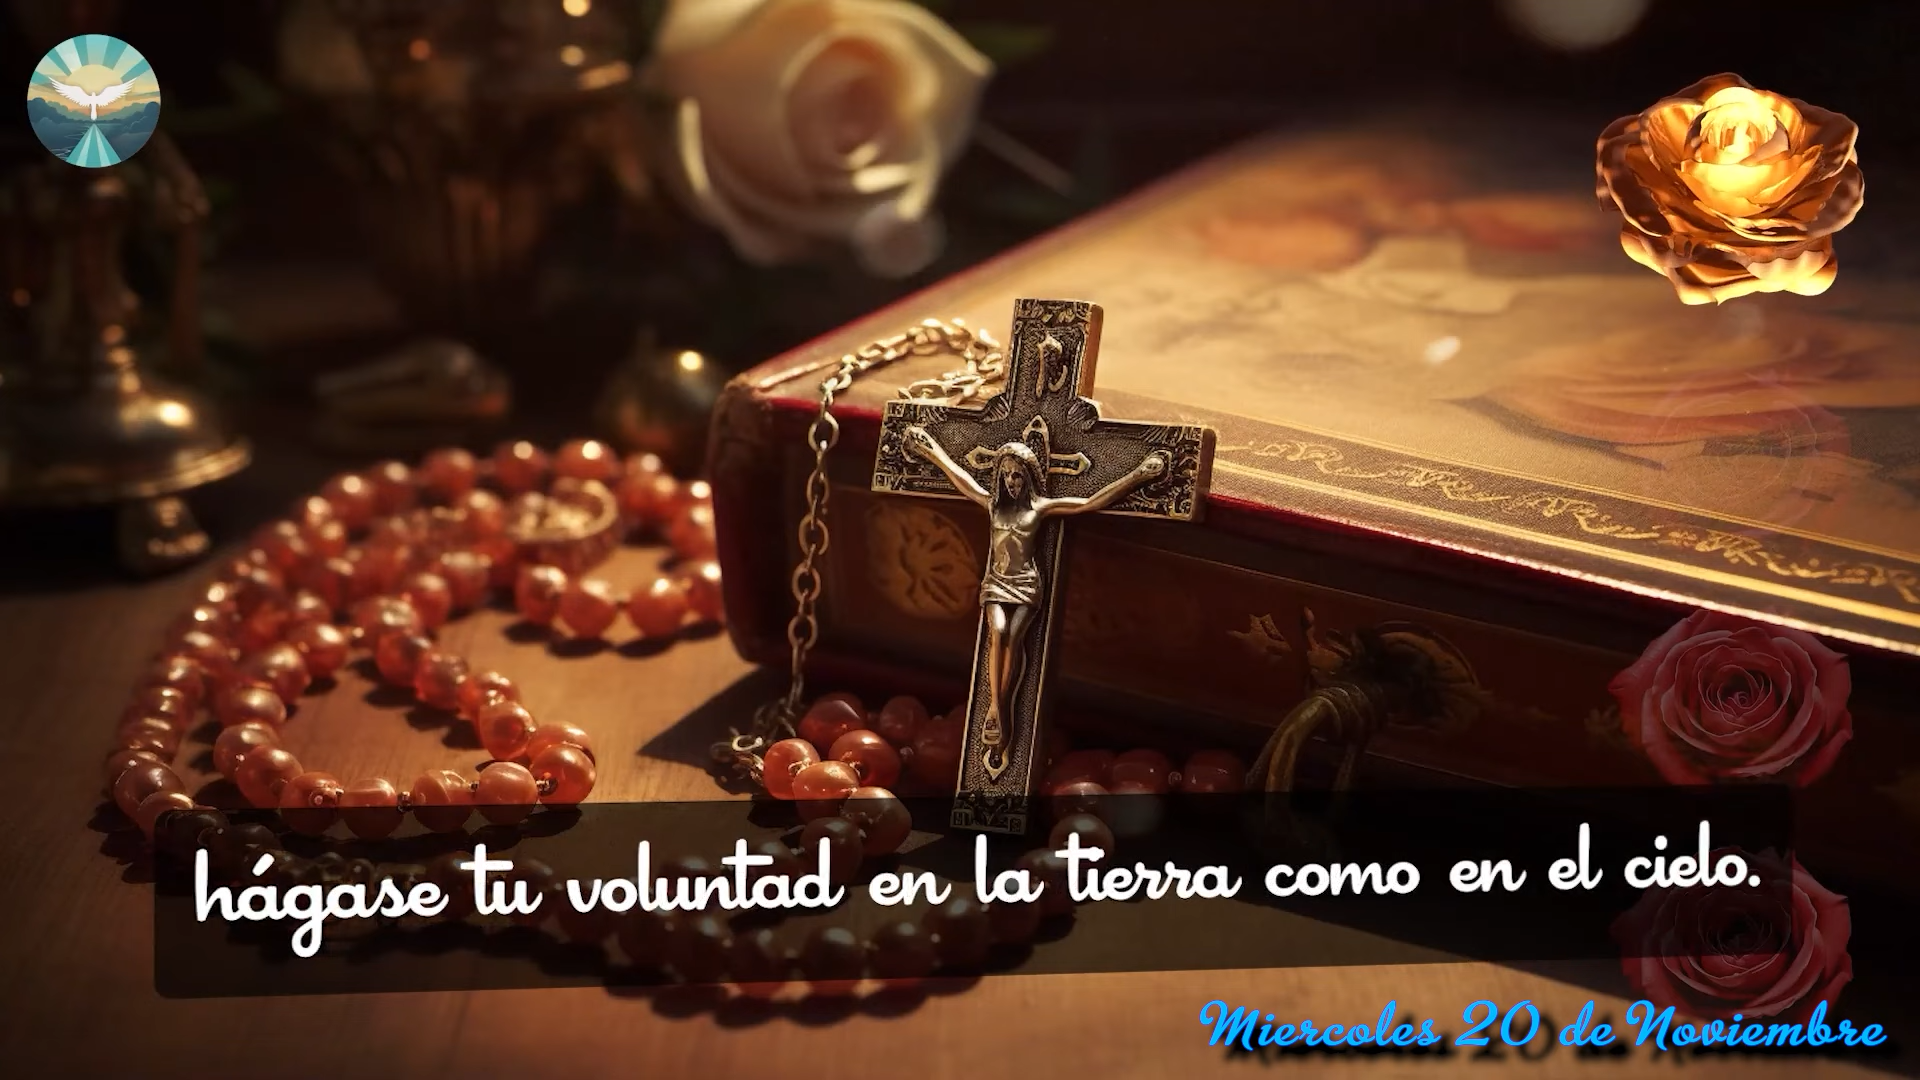 hágase tu voluntad en la tierra como en el cielo.
Miercoles 20 de Noviembre